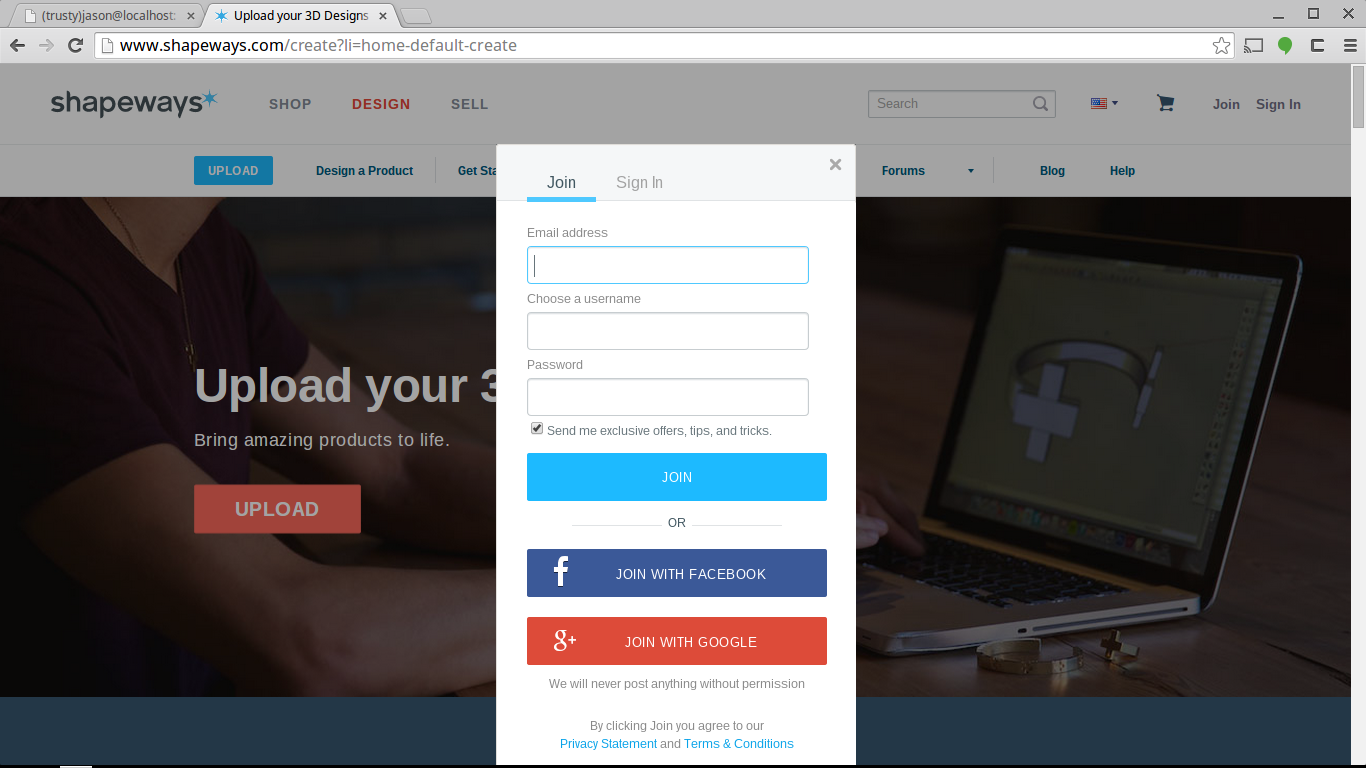 (trusty)jason@localhost:
Upload your 3D Designs
www.shapeways.com/create?li=home-default-create
shapeways
SHOP
DESIGN
SELL
Search
Join
Sign In
UPLOAD
Design a Product
Get Sta
Forums
Blog
Help
Upload your 3
Bring amazing products to life.
UPLOAD
Join
Sign In
Email address
Choose a username
Password
Send me exclusive offers, tips, and tricks.
JOIN
OR
f
JOIN WITH FACEBOOK
g+
JOIN WITH GOOGLE
We will never post anything without permission
By clicking Join you agree to our
Privacy Statement and Terms & Conditions